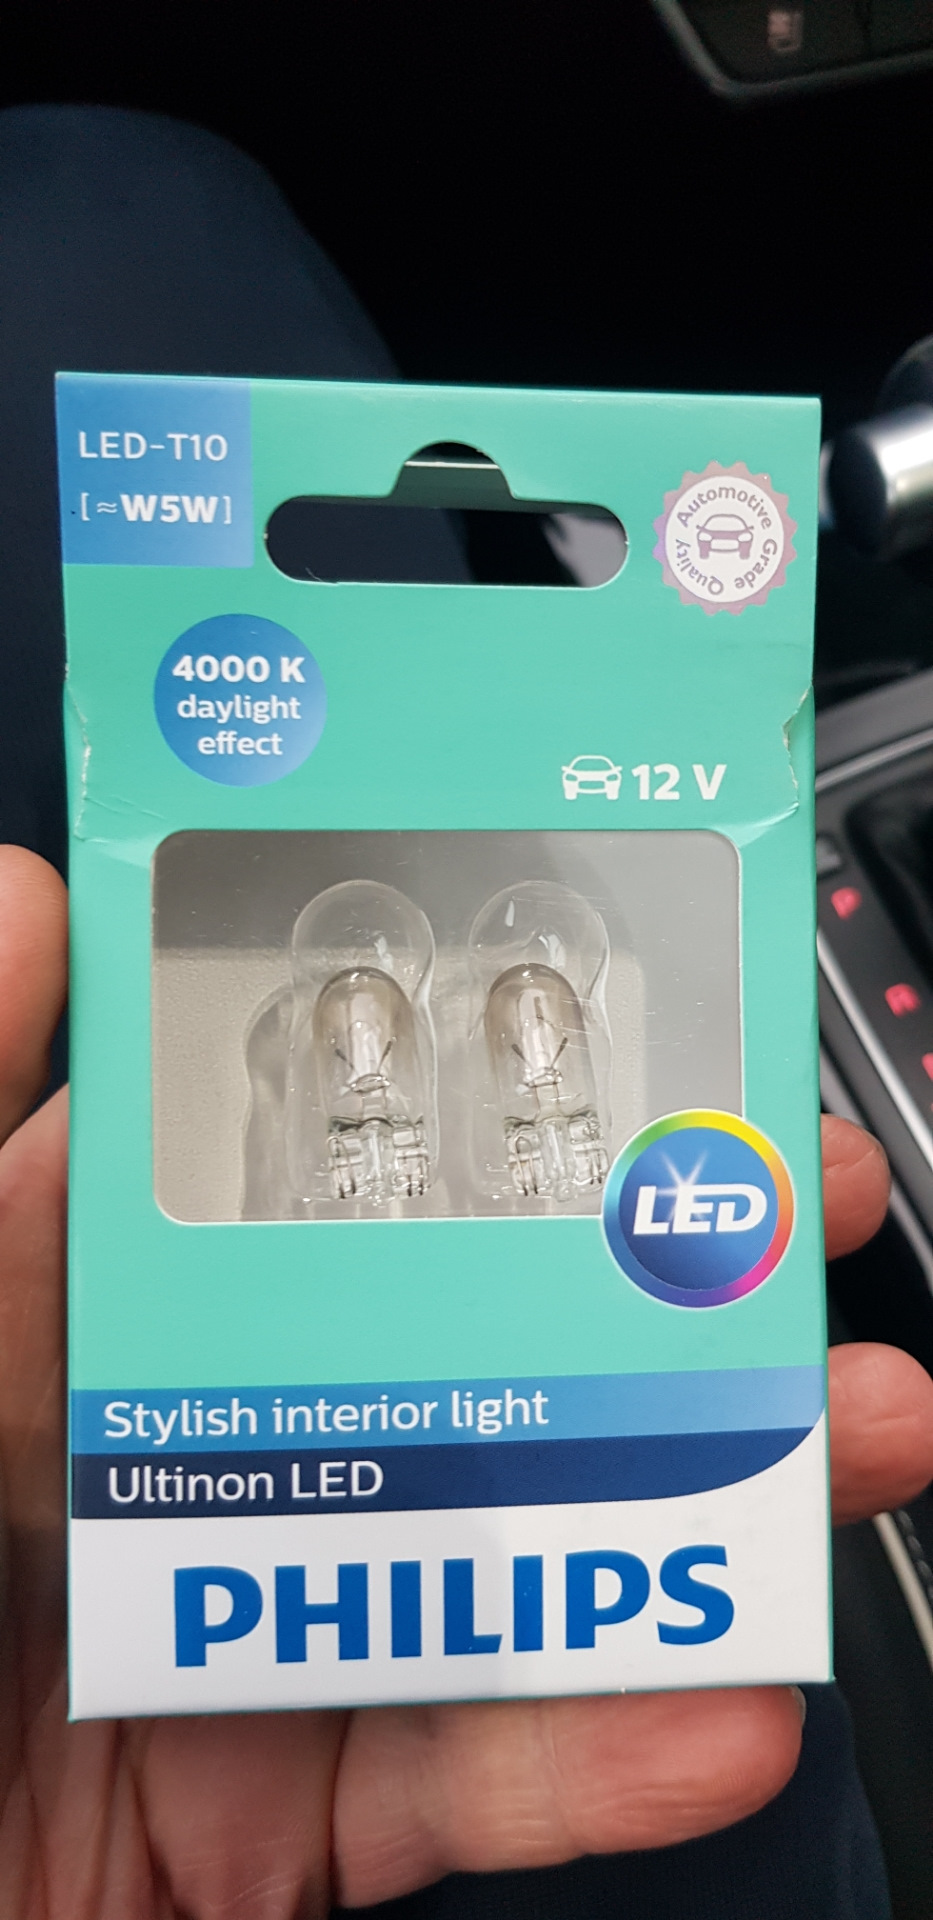 LED-T10
[≈W5W]
Automotive Grade Quality
4000 K
daylight
effect
12 V
LED
Stylish interior light
Ultinon LED
PHILIPS
P
R